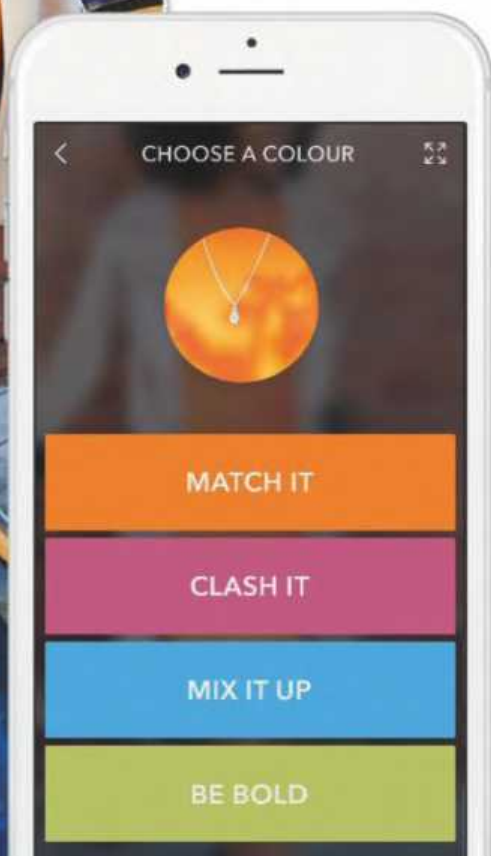 CHOOSE A COLOUR
MATCH IT
CLASH IT
MIX IT UP
BE BOLD